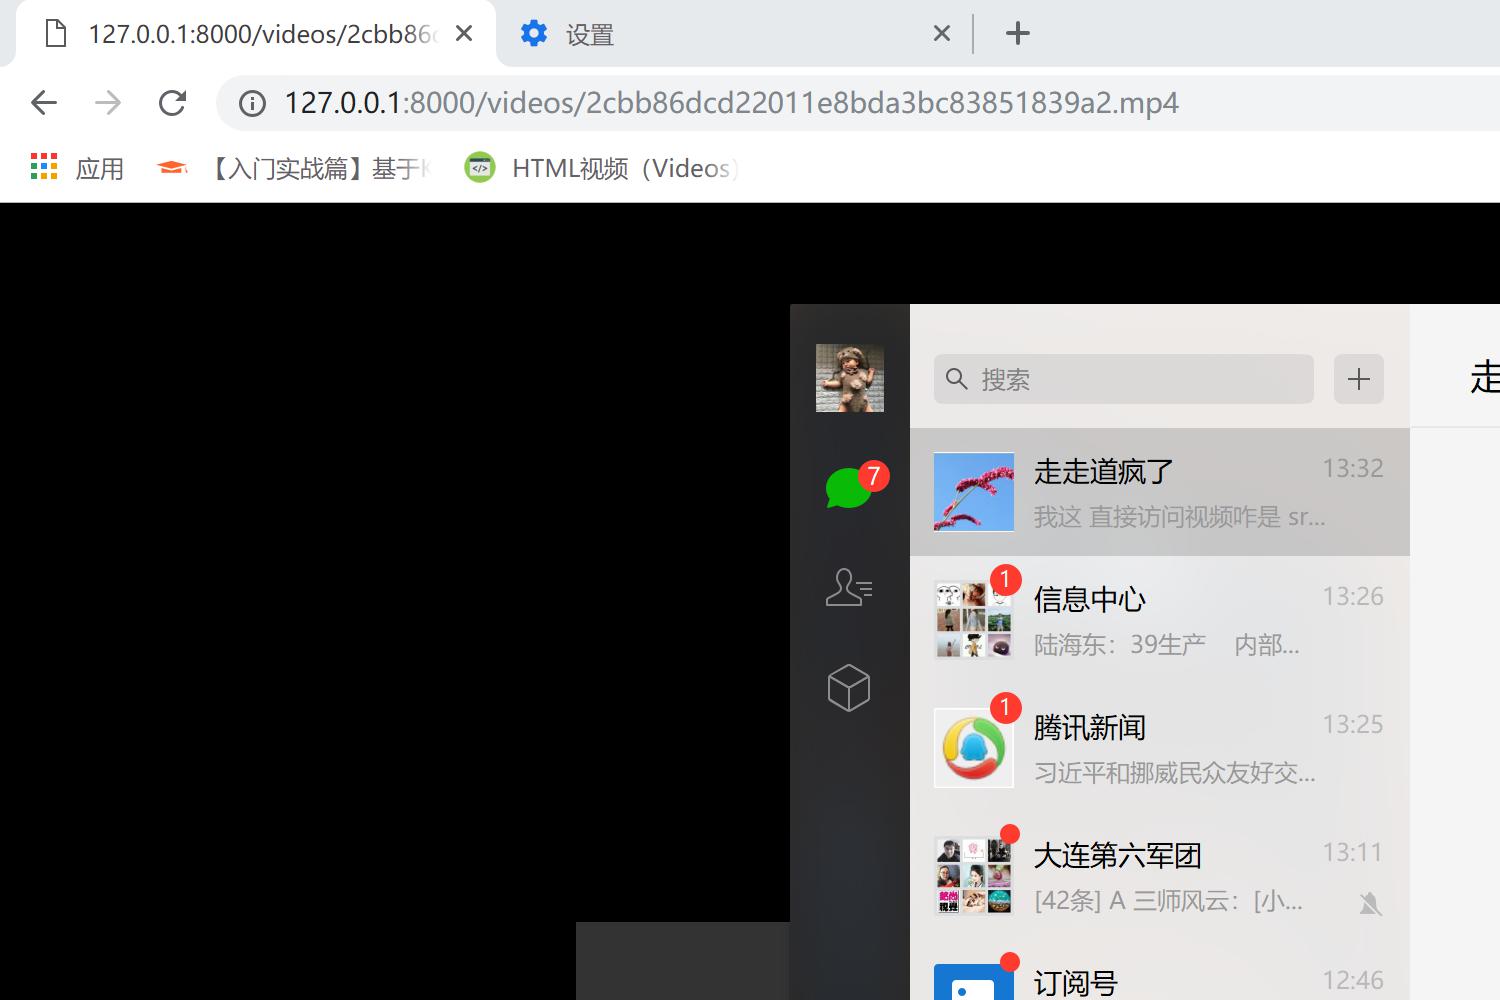 127.0.0.1:8000/videos/2cbb86
设置
127.0.0.1:8000/videos/2cbb86dcd22011e8bda3bc83851839a2.mp4
应用
【入门实战篇】基于
HTML视频（Videos）
搜索
走
7
走走道疯了 13:32
我这 直接访问视频咋是 sr...
1
信息中心 13:26
陆海东：39生产 内部...
1
腾讯新闻 13:25
习近平和挪威民众友好交...
大连第六军团 13:11
[42条] A 三师风云：[小...
订阅号 12:46